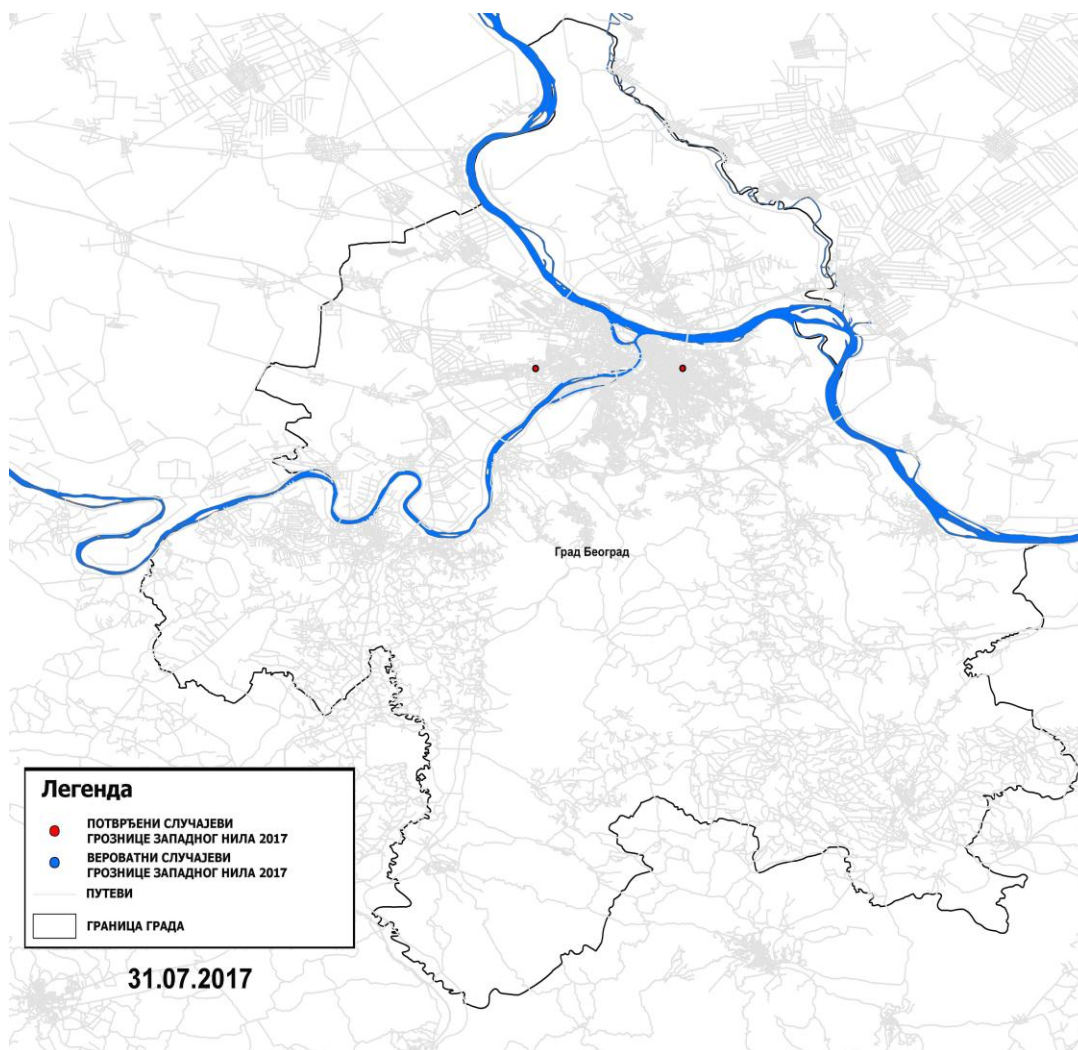 Град Београд
Легенда
ПОТВРЂЕНИ СЛУЧАЈЕВИ
ГРОЗНИЦЕ ЗАПАДНОГ НИЛА 2017
ВЕРОВАТНИ СЛУЧАЈЕВИ
ГРОЗНИЦЕ ЗАПАДНОГ НИЛА 2017
ПУТЕВИ
ГРАНИЦА ГРАДА
31.07.2017